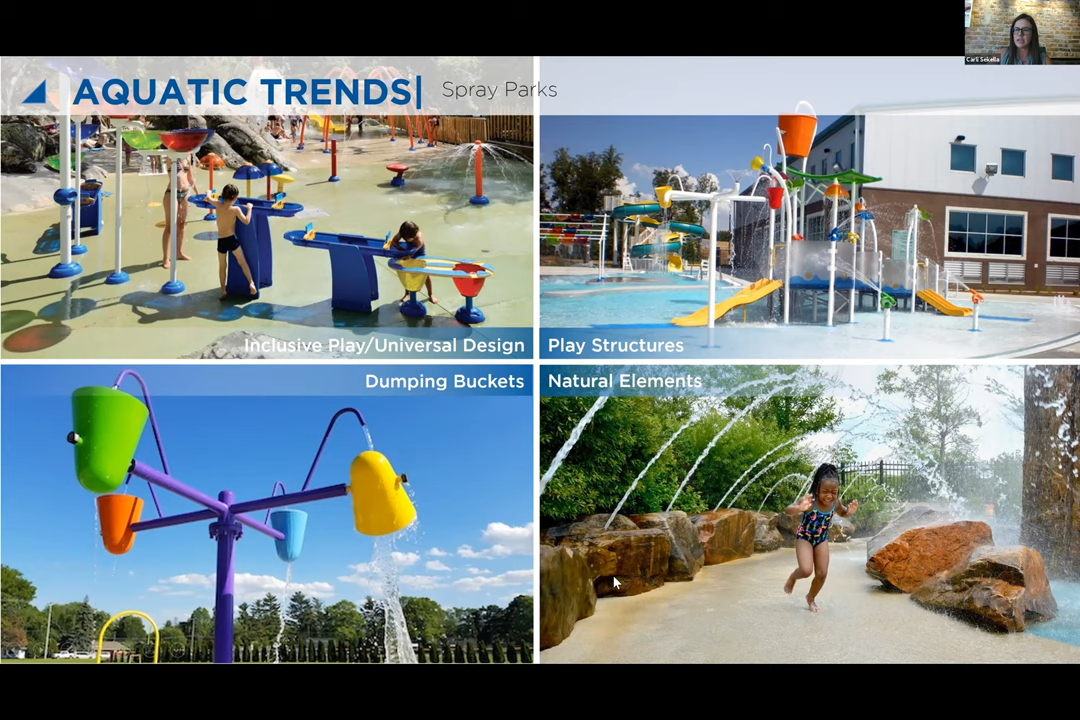 Carli Sekella
AQUATIC TRENDS| Spray Parks
Inclusive Play/Universal Design
Play Structures
Dumping Buckets
Natural Elements